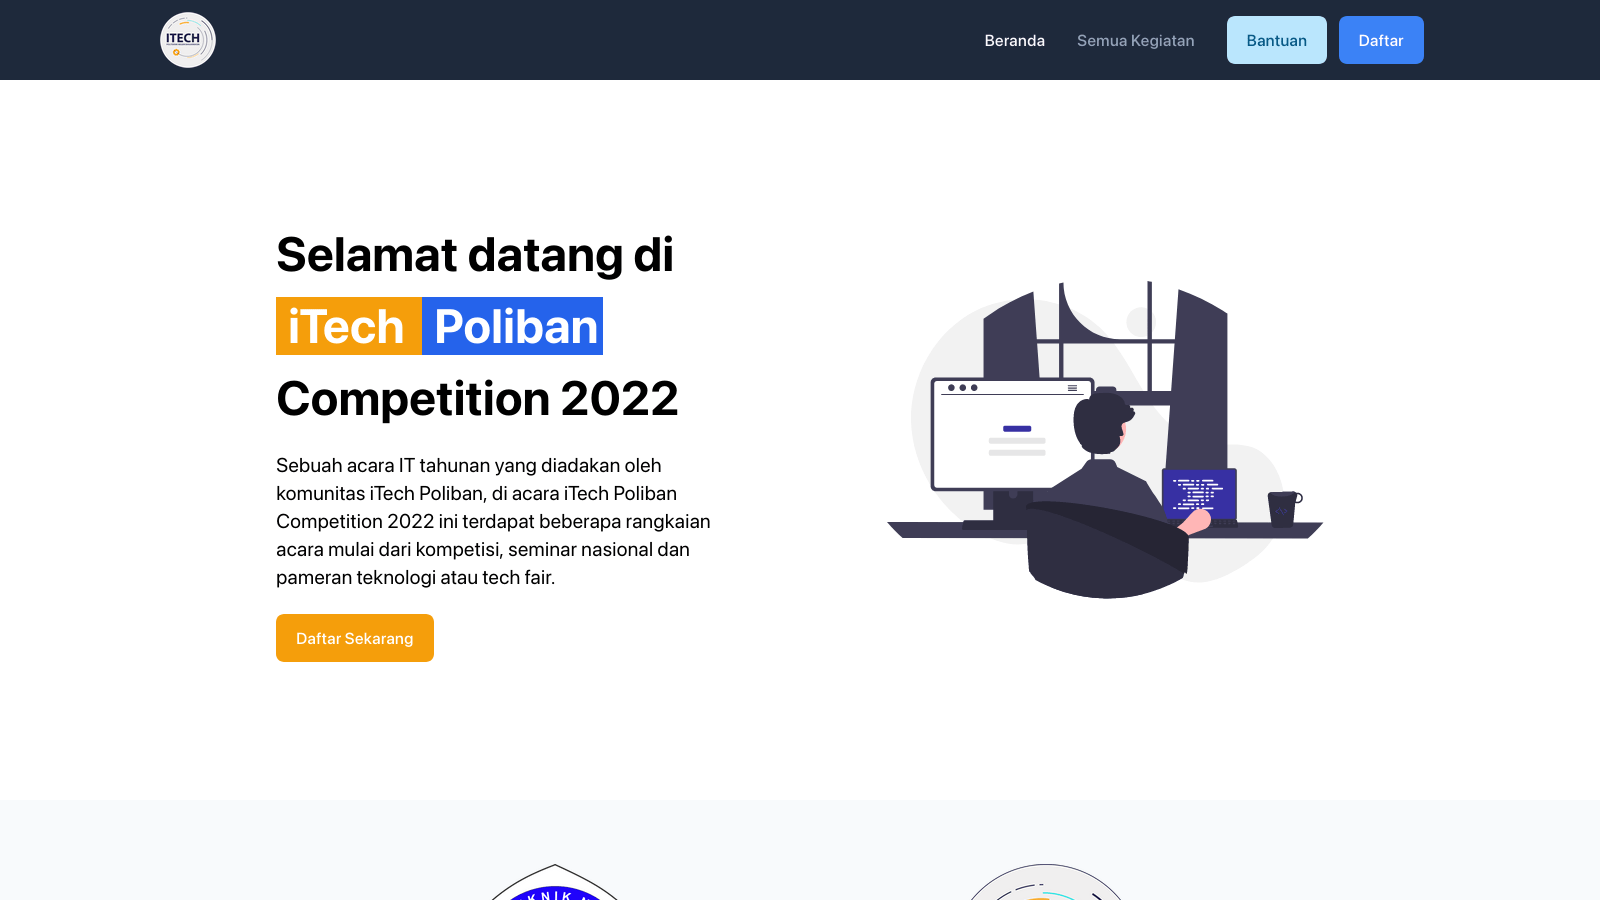 ITECH
Beranda
Semua Kegiatan
Bantuan
Daftar
Selamat datang di
iTech Poliban
Competition 2022
Sebuah acara IT tahunan yang diadakan oleh
komunitas iTech Poliban, di acara iTech Poliban
Competition 2022 ini terdapat beberapa rangkaian
acara mulai dari kompetisi, seminar nasional dan
pameran teknologi atau tech fair.
Daftar Sekarang